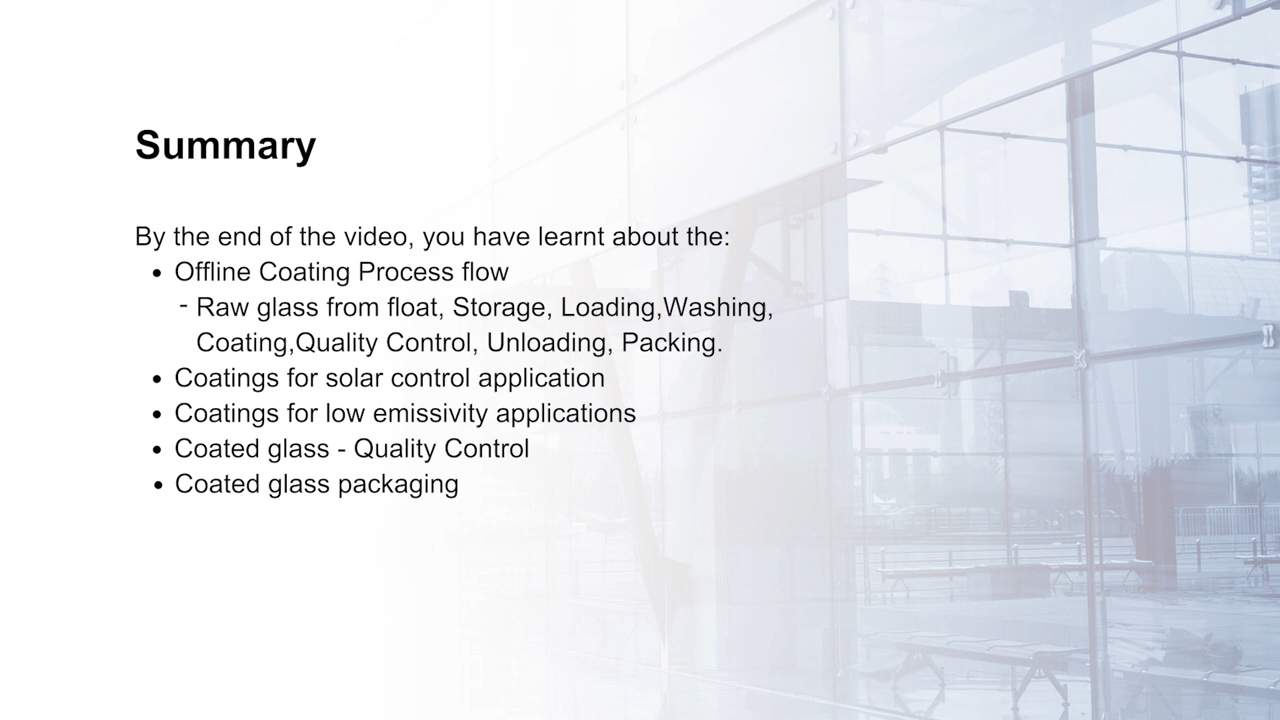 Summary
By the end of the video, you have learnt about the:
• Offline Coating Process flow
- Raw glass from float, Storage, Loading,Washing,
Coating,Quality Control, Unloading, Packing.
• Coatings for solar control application
• Coatings for low emissivity applications
• Coated glass - Quality Control
• Coated glass packaging